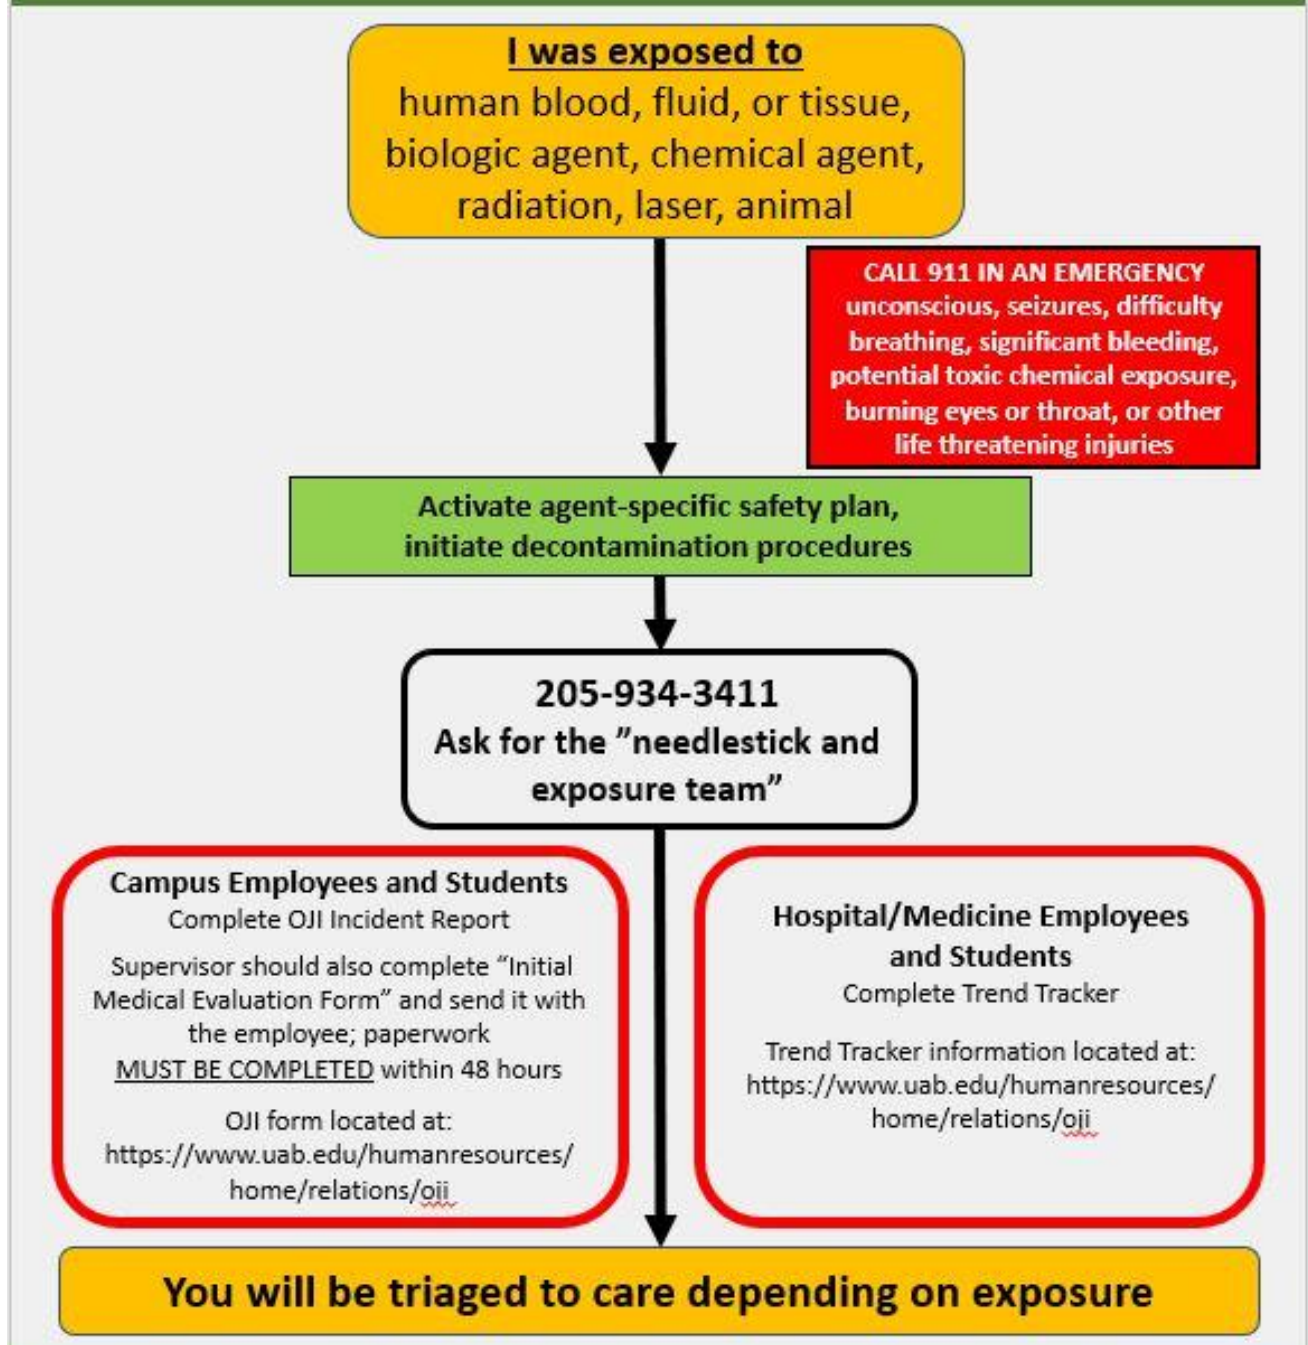 I was exposed to
human blood, fluid, or tissue,
biologic agent, chemical agent,
radiation, laser, animal
CALL 911 IN AN EMERGENCY
unconscious, seizures, difficulty
breathing, significant bleeding,
potential toxic chemical exposure,
burning eyes or throat, or other
life threatening injuries
Activate agent-specific safety plan,
initiate decontamination procedures
205-934-3411
Ask for the ”needlestick and
exposure team”
Campus Employees and Students
Complete OJI Incident Report
Supervisor should also complete “Initial
Medical Evaluation Form” and send it with
the employee; paperwork
MUST BE COMPLETED within 48 hours
OJI form located at:
https://www.uab.edu/humanresources/
home/relations/oji
Hospital/Medicine Employees
and Students
Complete Trend Tracker
Trend Tracker information located at:
https://www.uab.edu/humanresources/
home/relations/oji
You will be triaged to care depending on exposure